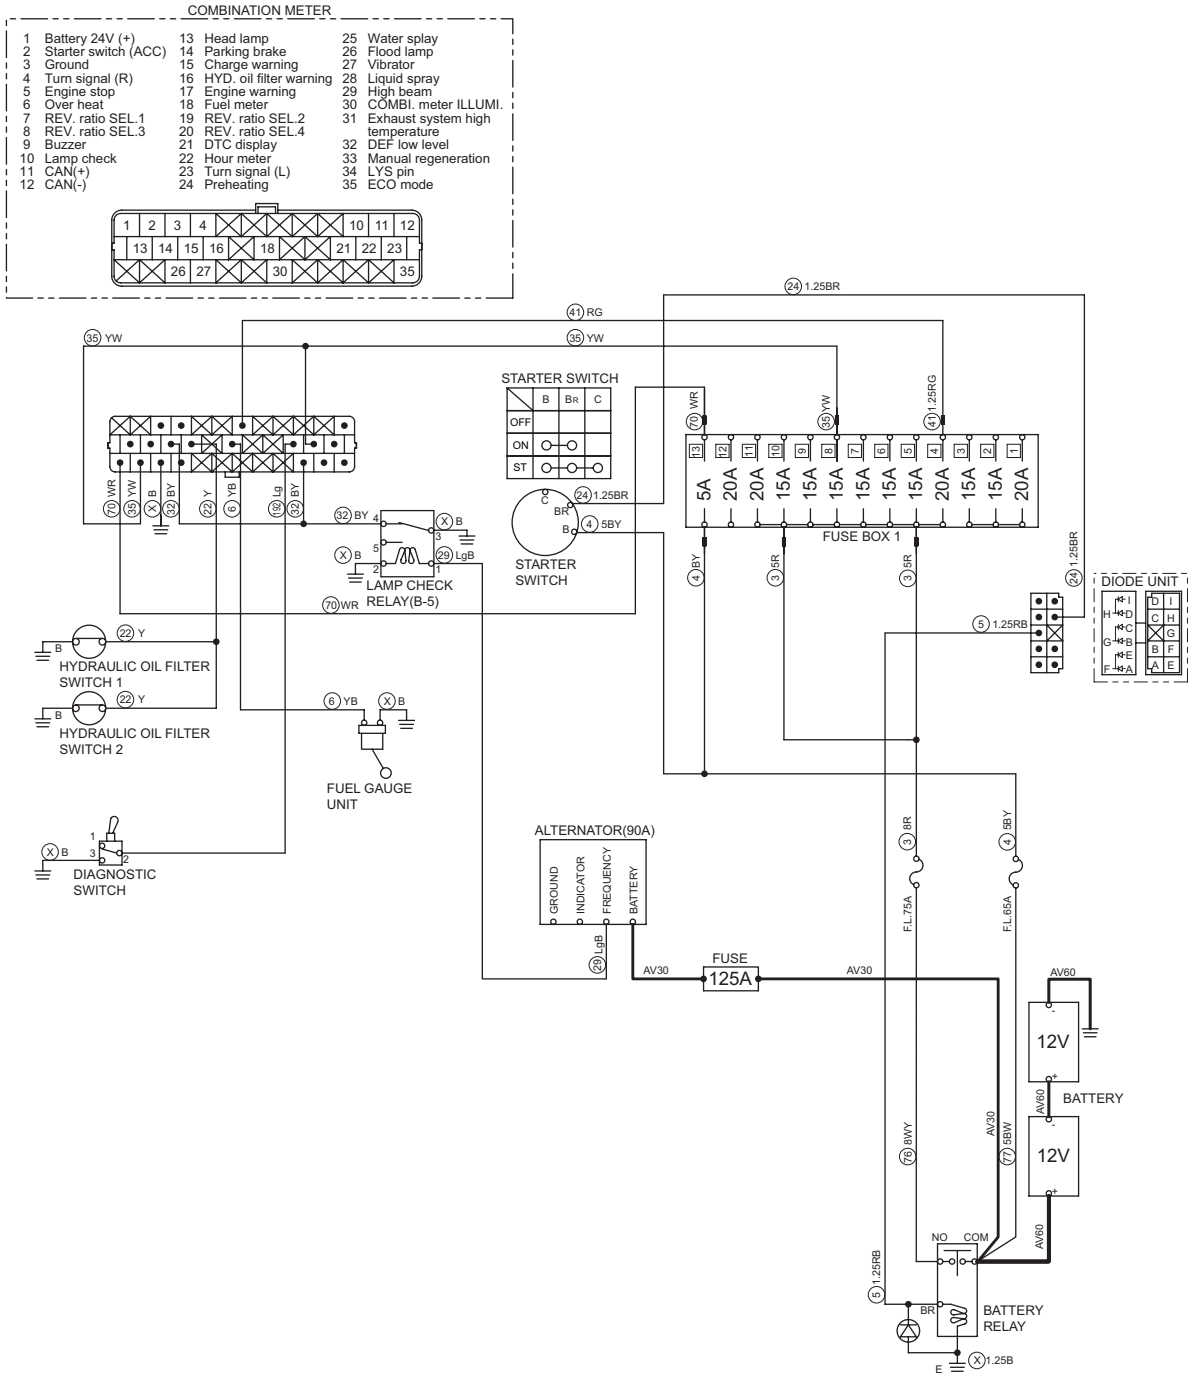 COMBINATION METER
1 Battery 24V (+)
2 Starter switch (ACC)
3 Ground
4 Turn signal (R)
5 Engine stop
6 Over heat
7 REV. ratio SEL.1
8 REV. ratio SEL.3
9 Buzzer
10 Lamp check
11 CAN(+)
12 CAN(-)
13 Head lamp
14 Parking brake
15 Charge warning
16 HYD. oil filter warning
17 Engine warning
18 Fuel meter
19 REV. ratio SEL.2
20 REV. ratio SEL.4
21 DTC display
22 Hour meter
23 Turn signal (L)
24 Preheating
25 Water splay
26 Flood lamp
27 Vibrator
28 Liquid spray
29 High beam
30 COMBI. meter ILLUMI.
31 Exhaust system high
temperature
32 DEF low level
33 Manual regeneration
34 LYS pin
35 ECO mode
1 2 3 4 10 11 12
13 14 15 16 18 21 22 23
26 27 30 35
24 1.25BR
41 RG
35 YW
35 YW
STARTER SWITCH
B BR C
OFF
ON
ST
70 WR
35 YW
41 1.25RG
13 12 11 10 9 8 7 6 5 4 3 2 1
5A 20A 20A 15A 15A 15A 15A 15A 15A 20A 15A 15A 20A
FUSE BOX 1
70 WR
35 YW
X B
32 BY
22 Y
6 YB
192 Lg
32 BY
C
BR
B
24 1.25BR
4 5BY
STARTER
SWITCH
32 BY
4
5
2
3
1
X B
X B
29 LgB
LAMP CHECK
RELAY(B-5)
70 WR
4 BY
3 5R
3 5R
24 1.25BR
5 1.25RB
DIODE UNIT
I
H D
C
G B
E
F A
D I
C H
G
B F
A E
B
22 Y
HYDRAULIC OIL FILTER
SWITCH 1
B
22 Y
HYDRAULIC OIL FILTER
SWITCH 2
6 YB
X B
FUEL GAUGE
UNIT
X B
1
3
2
DIAGNOSTIC
SWITCH
ALTERNATOR(90A)
GROUND
INDICATOR
FREQUENCY
BATTERY
29 LgB
AV30
FUSE
125A
AV30
3 8R
4 5BY
F.L.75A
F.L.65A
AV60
-
12V
+
AV60
BATTERY
-
12V
+
AV60
76 8WY
AV30
77 5BW
NO COM
5 1.25RB
BR
BATTERY
RELAY
E
X 1.25B